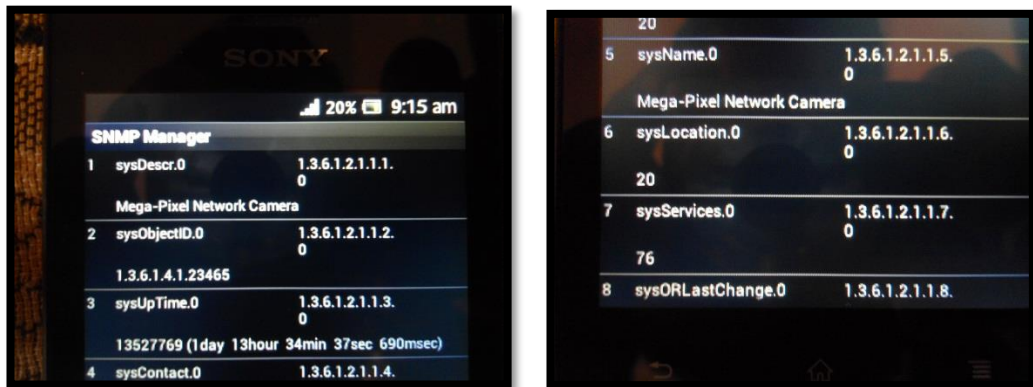 SONY
20% 9:15 am
SNMP Manager
1 sysDescr.0 1.3.6.1.2.1.1.1.
0
Mega-Pixel Network Camera
2 sysObjectID.0 1.3.6.1.2.1.1.2.
0
1.3.6.1.4.1.23465
3 sysUpTime.0 1.3.6.1.2.1.1.3.
0
13527769 (1day 13hour 34min 37sec 690msec)
4 sysContact.0 1.3.6.1.2.1.1.4.
20
5 sysName.0 1.3.6.1.2.1.1.5.
0
Mega-Pixel Network Camera
6 sysLocation.0 1.3.6.1.2.1.1.6.
0
20
7 sysServices.0 1.3.6.1.2.1.1.7.
0
76
8 sysORLastChange.0 1.3.6.1.2.1.1.8.